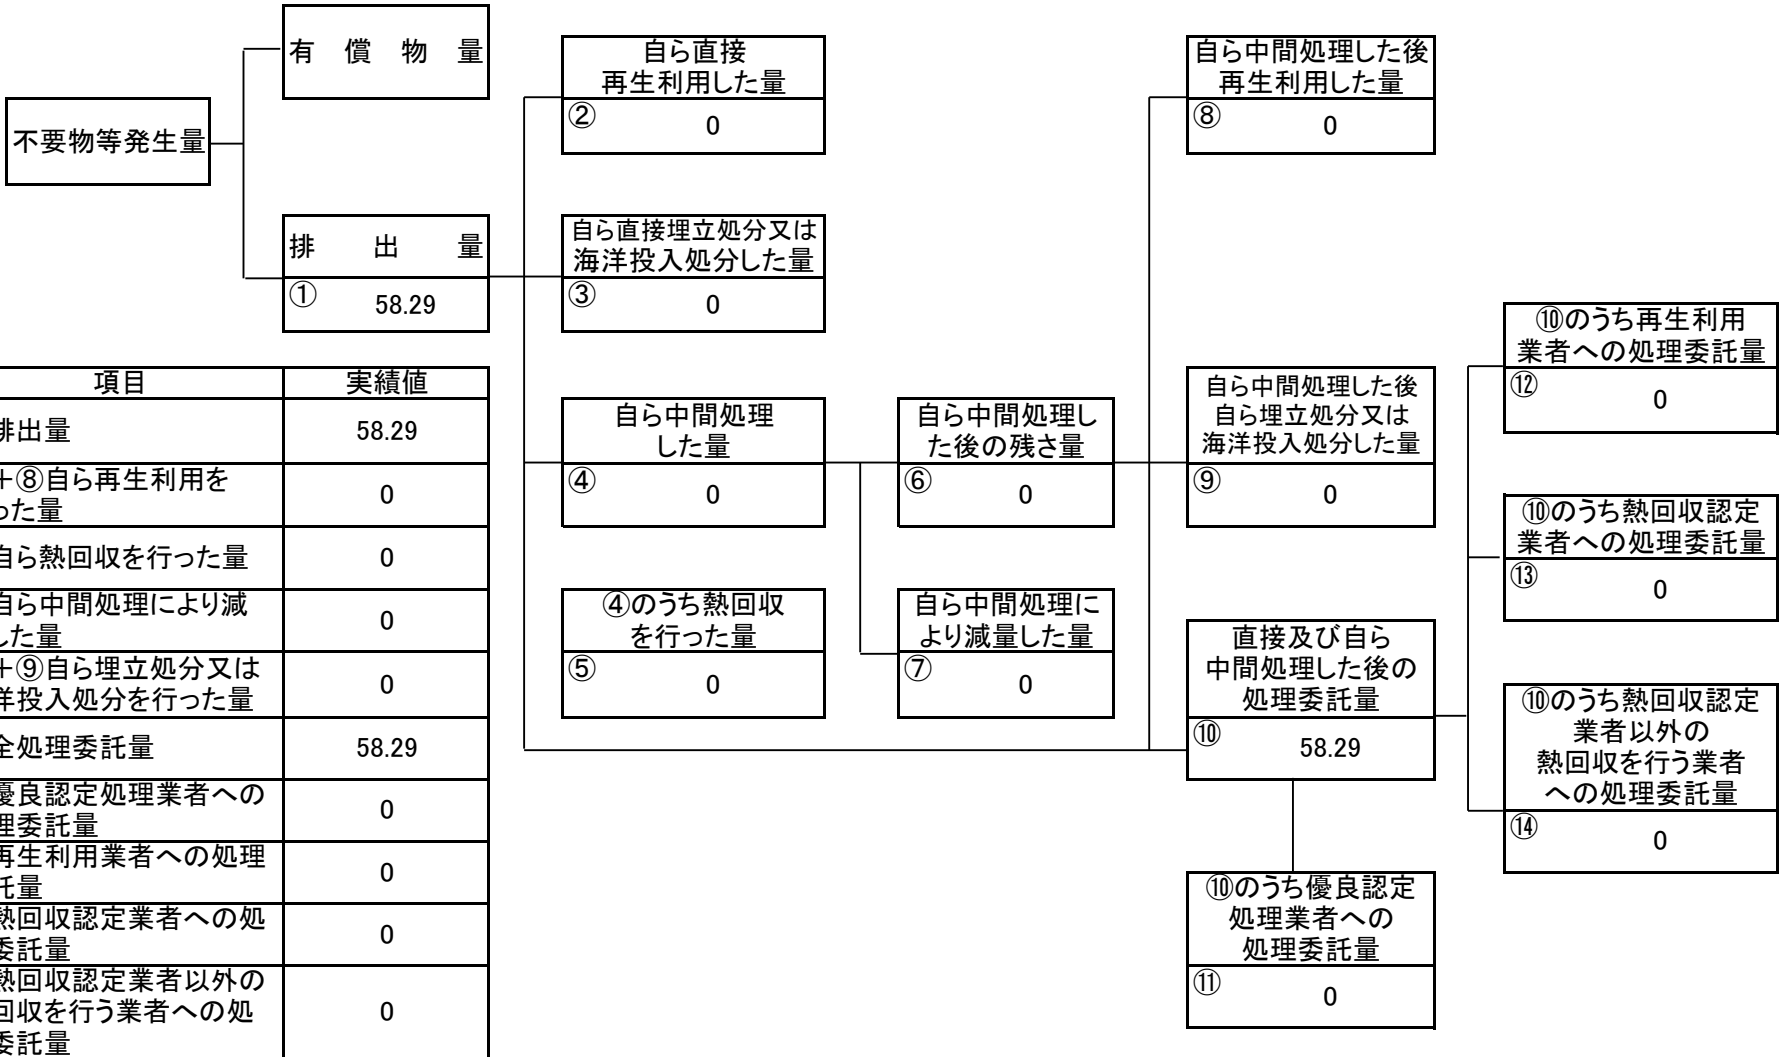 有償物量
不要物等発生量
排出量
① 58.29
自ら直接
再生利用した量
② 0
自ら直接埋立処分又は
海洋投入処分した量
③ 0
自ら中間処理
した量
④ 0
④のうち熱回収
を行った量
⑤ 0
自ら中間処理し
た後の残さ量
⑥ 0
自ら中間処理に
より減量した量
⑦ 0
自ら中間処理した後
再生利用した量
⑧ 0
自ら中間処理した後
自ら埋立処分又は
海洋投入処分した量
⑨ 0
直接及び自ら
中間処理した後の
処理委託量
⑩ 58.29
⑩のうち優良認定
処理業者への
処理委託量
⑪ 0
⑩のうち再生利用
業者への処理委託量
⑫ 0
⑩のうち熱回収認定
業者への処理委託量
⑬ 0
⑩のうち熱回収認定
業者以外の
熱回収を行う業者
への処理委託量
⑭ 0
項目 実績値
排出量 58.29
+⑧自ら再生利用を
った量 0
自ら熱回収を行った量 0
自ら中間処理により減
した量 0
+⑨自ら埋立処分又は
洋投入処分を行った量 0
全処理委託量 58.29
優良認定処理業者への
理委託量 0
再生利用業者への処理
託量 0
熱回収認定業者への処
委託量 0
熱回収認定業者以外の
回収を行う業者への処
委託量 0